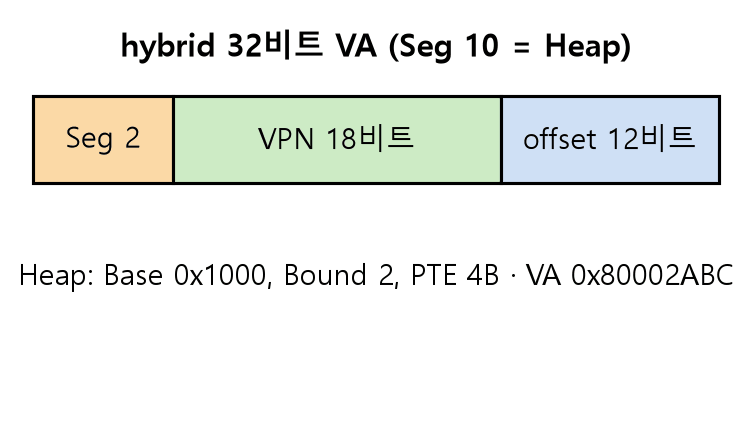 hybrid 32비트 VA (Seg 10 = Heap)
Seg 2 VPN 18비트 offset 12비트
Heap: Base 0x1000, Bound 2, PTE 4B · VA 0x80002ABC